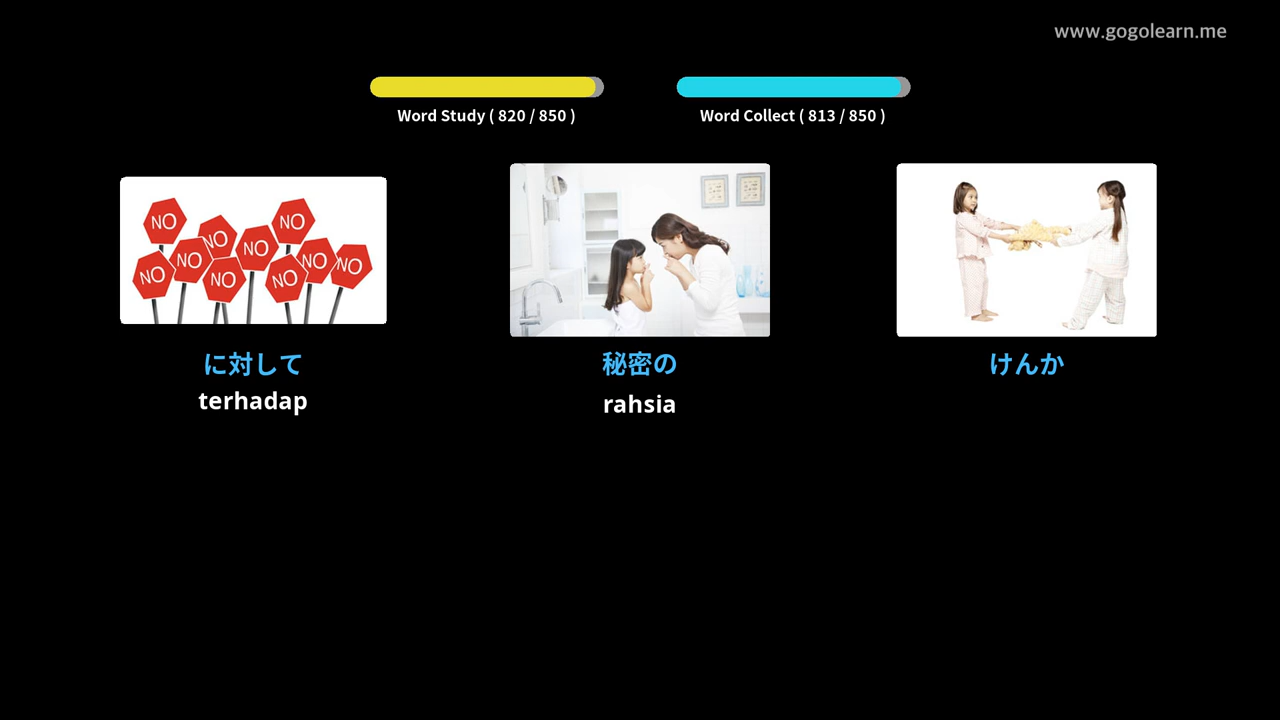 www.gogolearn.me
Word Study ( 820 / 850 )
Word Collect ( 813 / 850 )
NO
NO
NO
NO
NO
NO
NO
NO
NO
に対して
terhadap
秘密の
rahsia
けんか